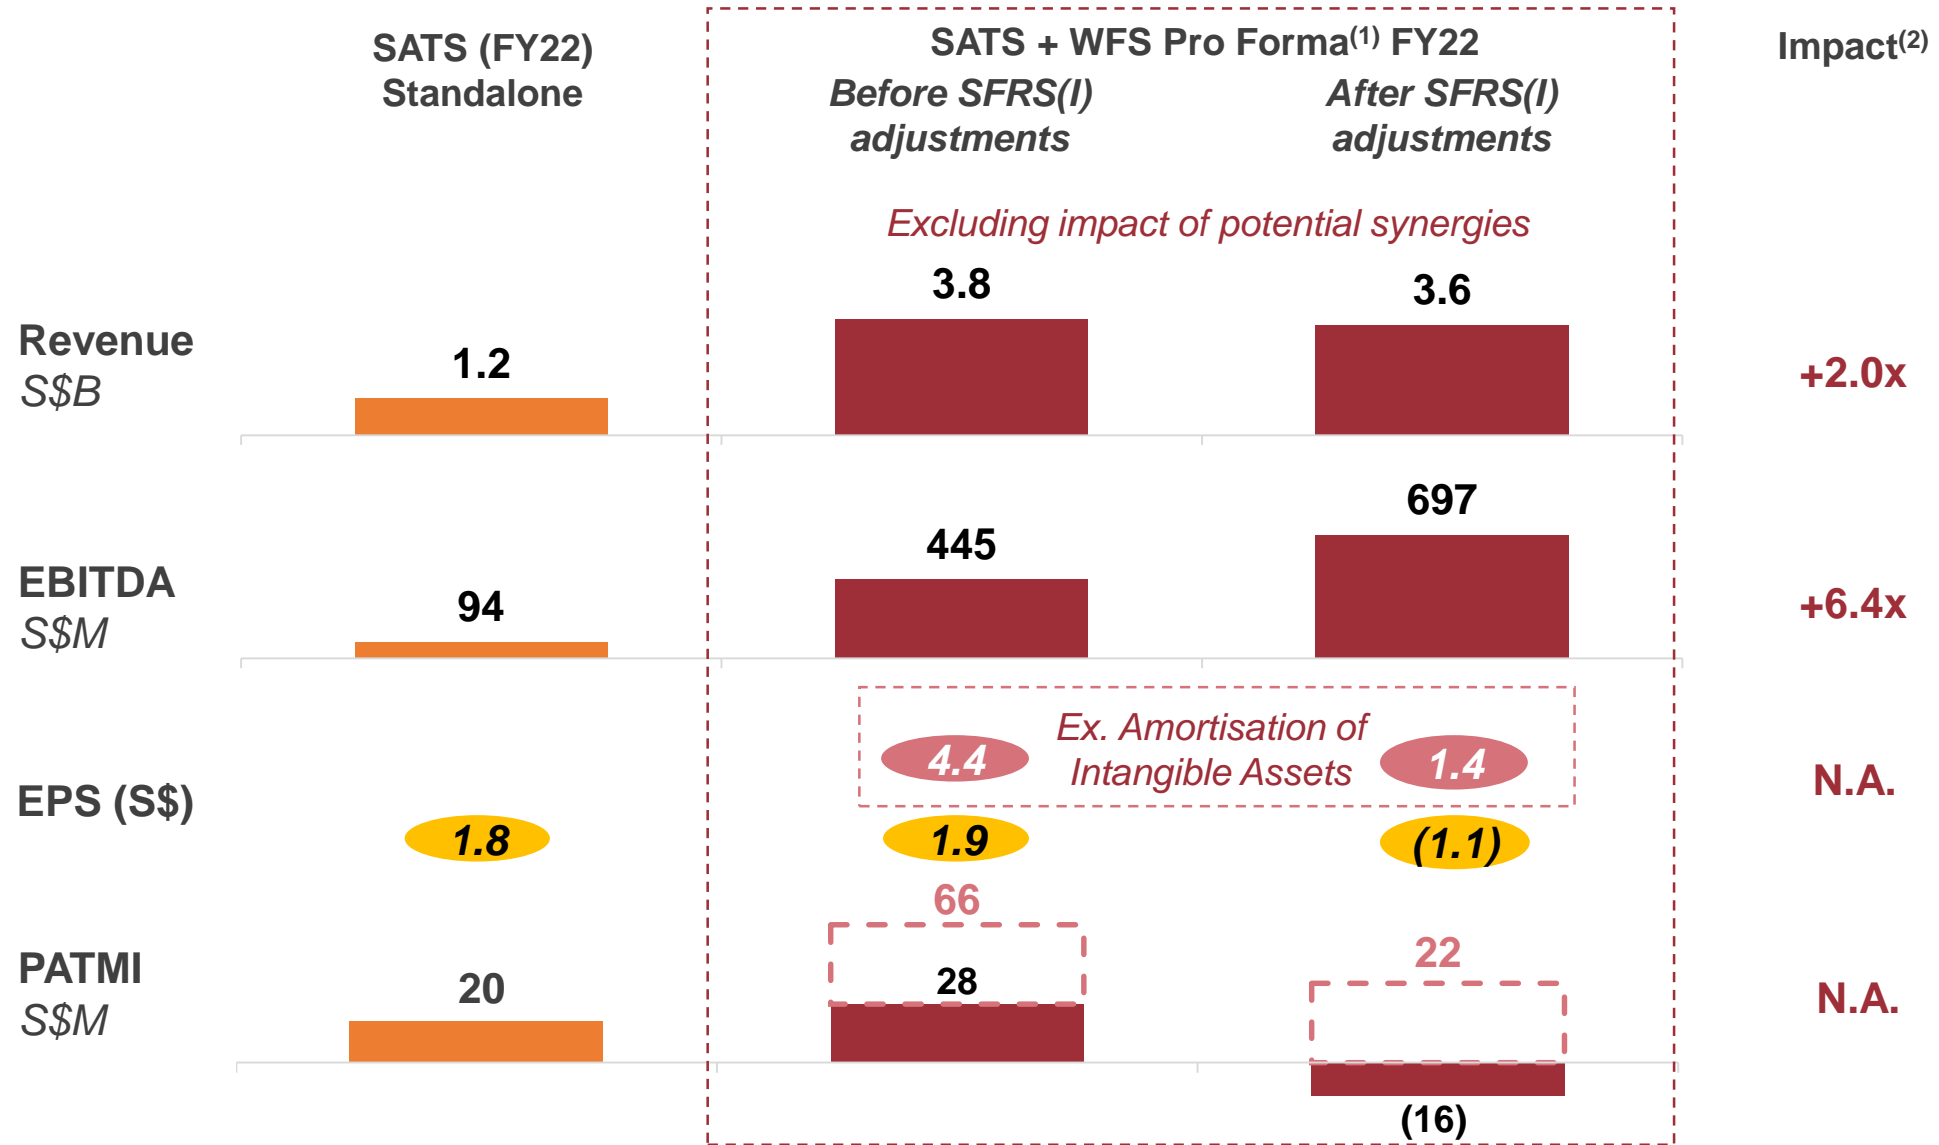 SATS (FY22)
Standalone
SATS + WFS Pro Forma(1) FY22
Before SFRS(I)
adjustments
After SFRS(I)
adjustments
Impact(2)
Excluding impact of potential synergies
Revenue
S$B
1.2
3.8
3.6
+2.0x
EBITDA
S$M
94
445
697
+6.4x
Ex. Amortisation of
Intangible Assets
4.4
1.4
EPS (S$)
1.8
1.9
(1.1)
N.A.
PATMI
S$M
20
66
28
22
(16)
N.A.